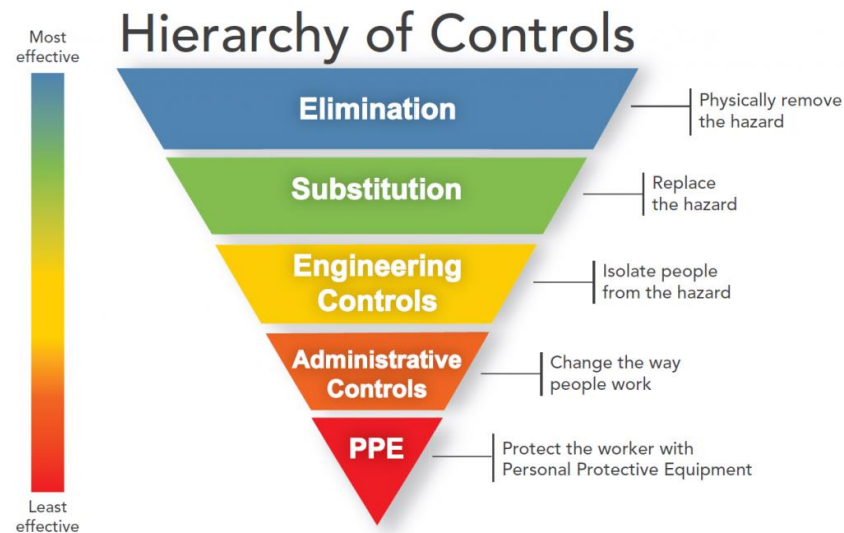 Hierarchy of Controls
Most
effective
Elimination
Physically remove
the hazard
Substitution
Replace
the hazard
Engineering
Controls
Isolate people
from the hazard
Administrative
Controls
Change the way
people work
PPE
Protect the worker with
Personal Protective Equipment
Least
effective